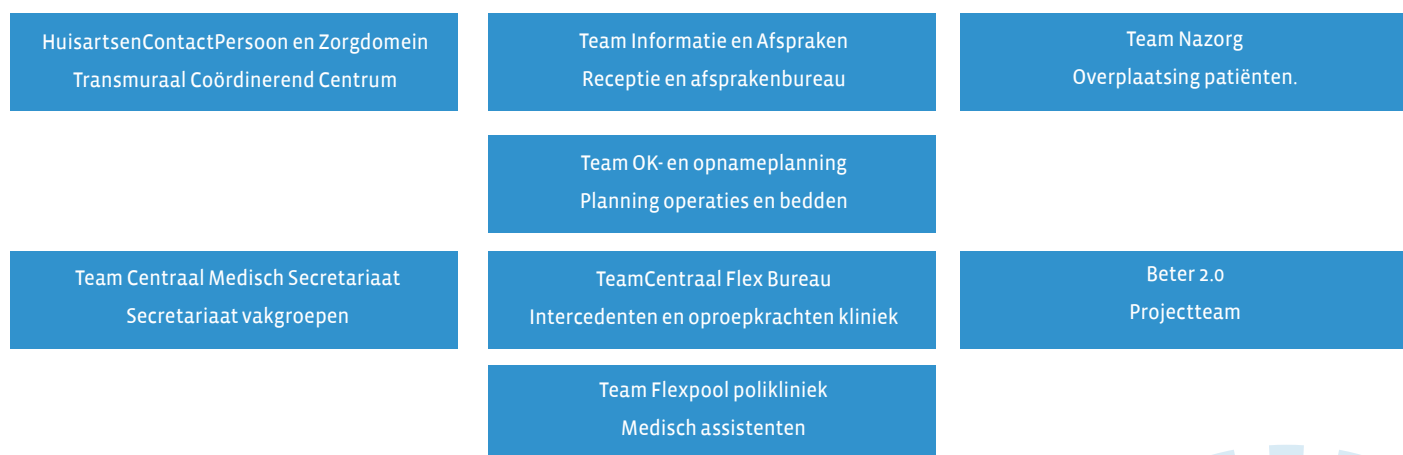 HuisartsenContactPersoon en Zorgdomein
Transmuraal Coördinerend Centrum
Team Informatie en Afspraken
Receptie en afsprakenbureau
Team Nazorg
Overplaatsing patiënten.
Team OK- en opnameplanning
Planning operaties en bedden
Team Centraal Medisch Secretariaat
Secretariaat vakgroepen
TeamCentraal Flex Bureau
Intercedenten en oproepkrachten kliniek
Beter 2.0
Projectteam
Team Flexpool polikliniek
Medisch assistenten